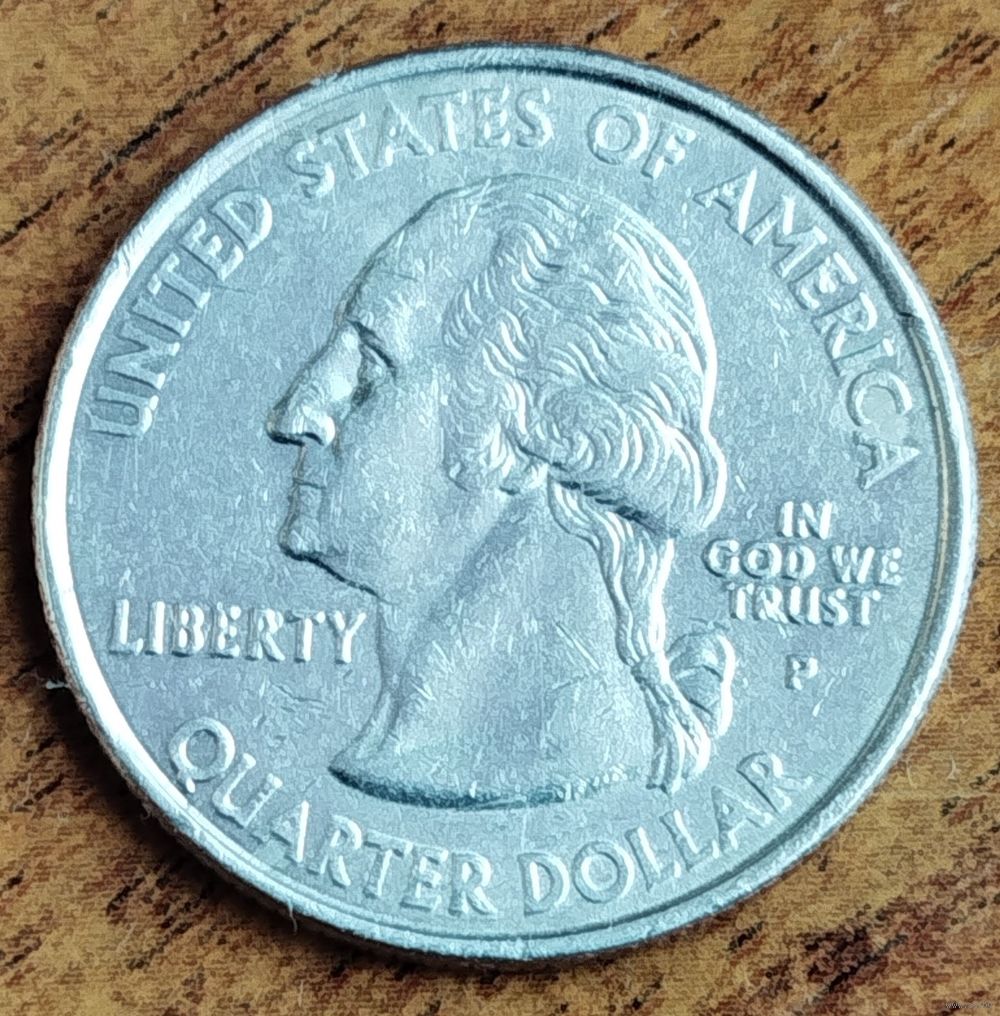 UNITED STATES OF AMERICA
LIBERTY
IN
GOD WE
TRUST
P
QUARTER DOLLAR